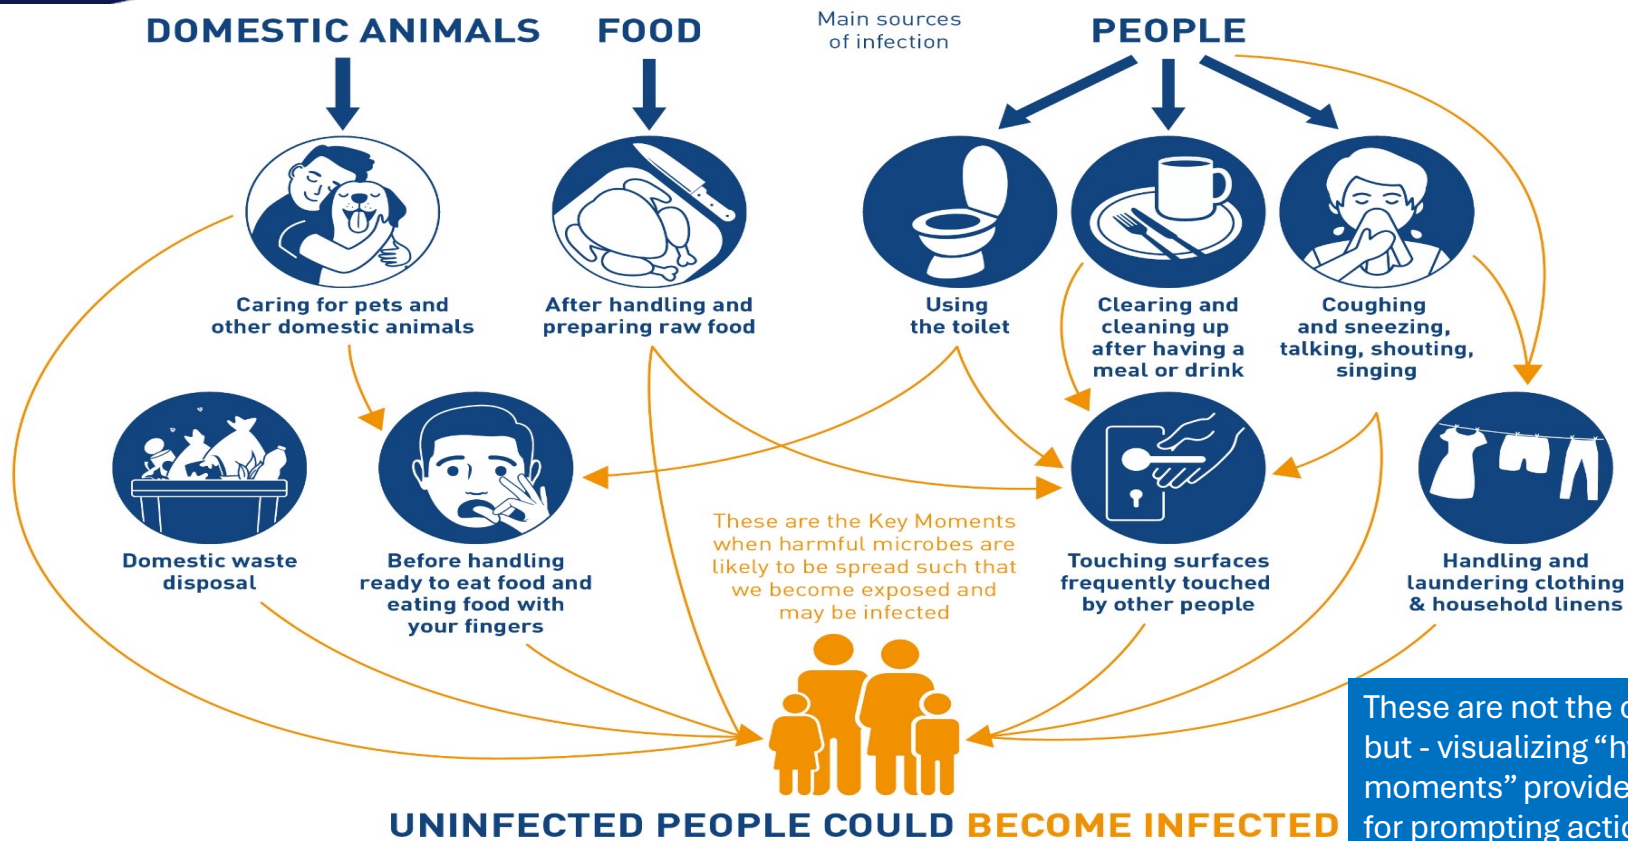 DOMESTIC ANIMALS
FOOD
Main sources
of infection
PEOPLE
Caring for pets and
other domestic animals
After handling and
preparing raw food
Using
the toilet
Clearing and
cleaning up
after having a
meal or drink
Coughing
and sneezing,
talking, shouting,
singing
Domestic waste
disposal
Before handling
ready to eat food and
eating food with
your fingers
These are the Key Moments
when harmful microbes are
likely to be spread such that
we become exposed and
may be infected
Touching surfaces
frequently touched
by other people
Handling and
laundering clothing
& household linens
These are not the
but - visualizing
moments” provide
for prompting
UNINFECTED PEOPLE COULD BECOME INFECTED